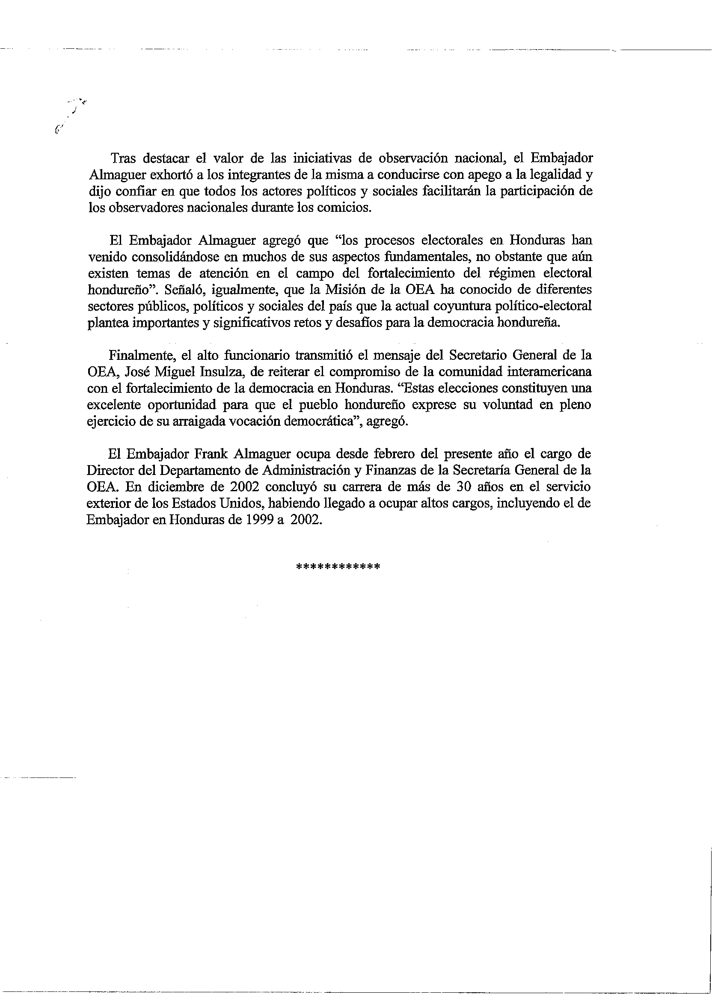 Tras destacar el valor de las iniciativas de observación nacional, el Embajador
Almaguer exhortó a los integrantes de la misma a conducirse con apego a la legalidad y
dijo confiar en que todos los actores políticos y sociales facilitarán la participación de
los observadores nacionales durante los comicios.
El Embajador Almaguer agregó que “los procesos electorales en Honduras han
venido consolidándose en muchos de sus aspectos fundamentales, no obstante que aún
existen temas de atención en el campo del fortalecimiento del régimen electoral
hondureño”. Señaló, igualmente, que la Misión de la OEA ha conocido de diferentes
sectores públicos, políticos y sociales del país que la actual coyuntura político-electoral
plantea importantes y significativos retos y desafíos para la democracia hondureña.
Finalmente, el alto funcionario transmitió el mensaje del Secretario General de la
OEA, José Miguel Insulza, de reiterar el compromiso de la comunidad interamericana
con el fortalecimiento de la democracia en Honduras. “Estas elecciones constituyen una
excelente oportunidad para que el pueblo hondureño exprese su voluntad en pleno
ejercicio de su arraigada vocación democrática”, agregó.
El Embajador Frank Almaguer ocupa desde febrero del presente año el cargo de
Director del Departamento de Administración y Finanzas de la Secretaría General de la
OEA. En diciembre de 2002 concluyó su carrera de más de 30 años en el servicio
exterior de los Estados Unidos, habiendo llegado a ocupar altos cargos, incluyendo el de
Embajador en Honduras de 1999 a 2002.
************